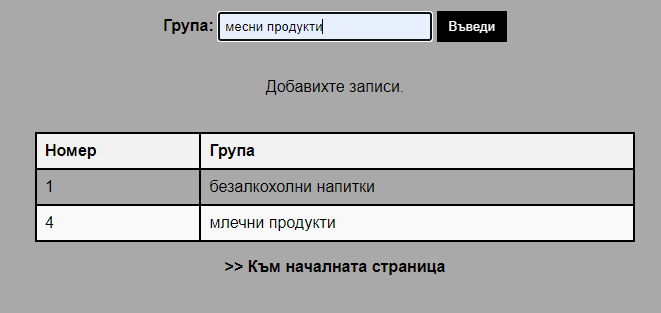 Група: месни продукти Въведи
Добавихте записи.
Номер Група
1 безалкохолни напитки
4 млечни продукти
>> Към началната страница